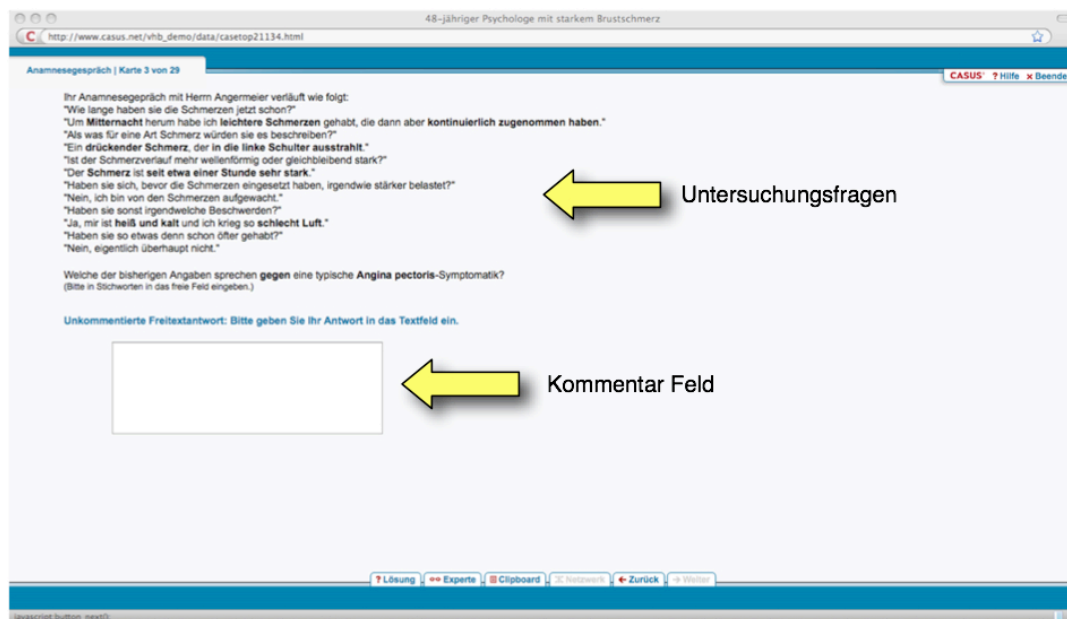 48-jähriger Psychologe mit starkem Brustschmerz
C http://www.casus.net/vhb_demo/data/casetop21134.html
Anamnesegespräch | Karte 3 von 29
CASUS® ? Hilfe x Beende
Ihr Anamnesegepräch mit Herrn Angermeier verläuft wie folgt:
"Wie lange haben sie die Schmerzen jetzt schon?"
"Um Mitternacht herum habe ich leichtere Schmerzen gehabt, die dann aber kontinuierlich zugenommen haben."
"Als was für eine Art Schmerz würden sie es beschreiben?"
"Ein drückender Schmerz, der in die linke Schulter ausstrahlt."
"Ist der Schmerzverlauf mehr wellenförmig oder gleichbleibend stark?"
"Der Schmerz ist seit etwa einer Stunde sehr stark."
"Haben sie sich, bevor die Schmerzen eingesetzt haben, irgendwie stärker belastet?"
"Nein, ich bin von den Schmerzen aufgewacht."
"Haben sie sonst irgendwelche Beschwerden?"
"Ja, mir ist heiß und kalt und ich krieg so schlecht Luft."
"Haben sie so etwas denn schon öfter gehabt?"
"Nein, eigentlich überhaupt nicht."
Untersuchungsfragen
Welche der bisherigen Angaben sprechen gegen eine typische Angina pectoris-Symptomatik?
(Bitte in Stichworten in das freie Feld eingeben.)
Unkommentierte Freitextantwort: Bitte geben Sie Ihr Antwort in das Textfeld ein.
Kommentar Feld
? Lösung Experte Clipboard Netzwerk Zurück Weiter
javascript:button_next()